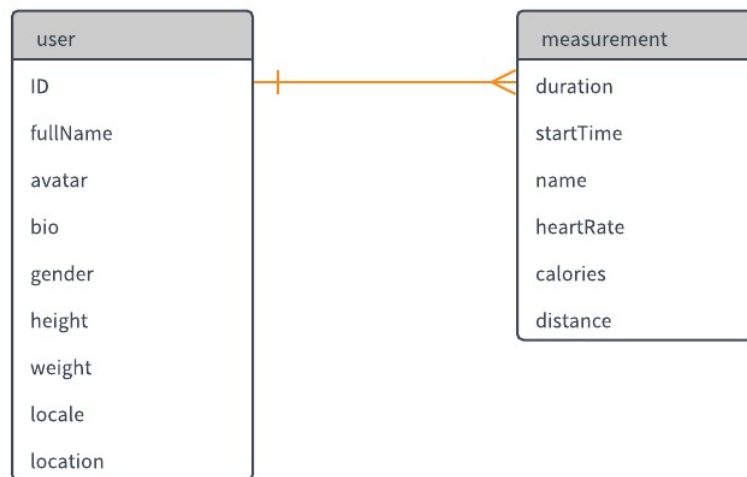 user
ID
fullName
avatar
bio
gender
height
weight
locale
location
measurement
duration
startTime
name
heartRate
calories
distance